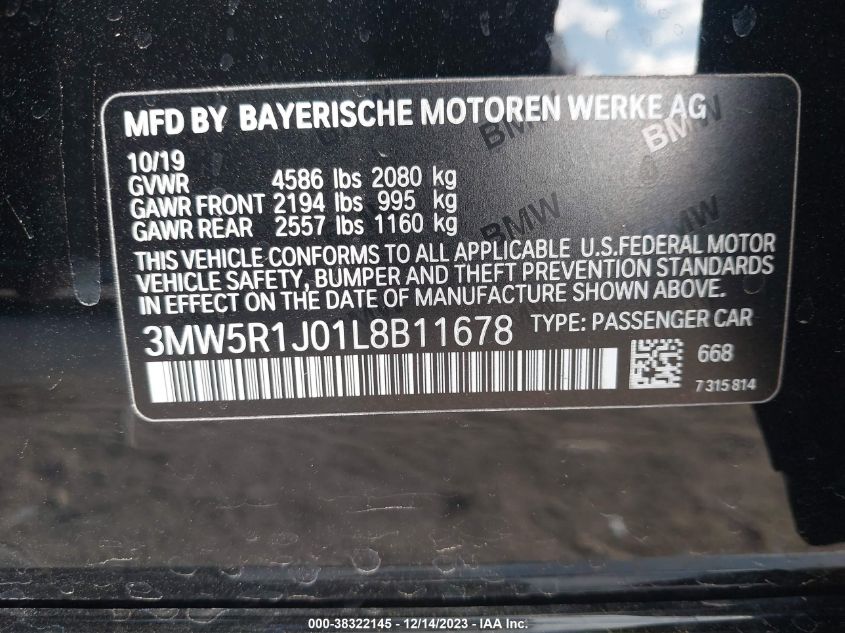 MFD BY BAYERISCHE MOTOREN WERKE AG
10/19
GVWR 4586 lbs 2080 kg
GAWR FRONT 2194 lbs 995 kg
GAWR REAR 2557 lbs 1160 kg
THIS VEHICLE CONFORMS TO ALL APPLICABLE U.S.FEDERAL MOTOR
VEHICLE SAFETY, BUMPER AND THEFT PREVENTION STANDARDS
IN EFFECT ON THE DATE OF MANUFACTURE SHOWN ABOVE.
3MW5R1J01L8B11678 TYPE: PASSENGER CAR
668
7 315 814
BMW
BMW
BMW
000-38322145 - 12/14/2023 - IAA Inc.